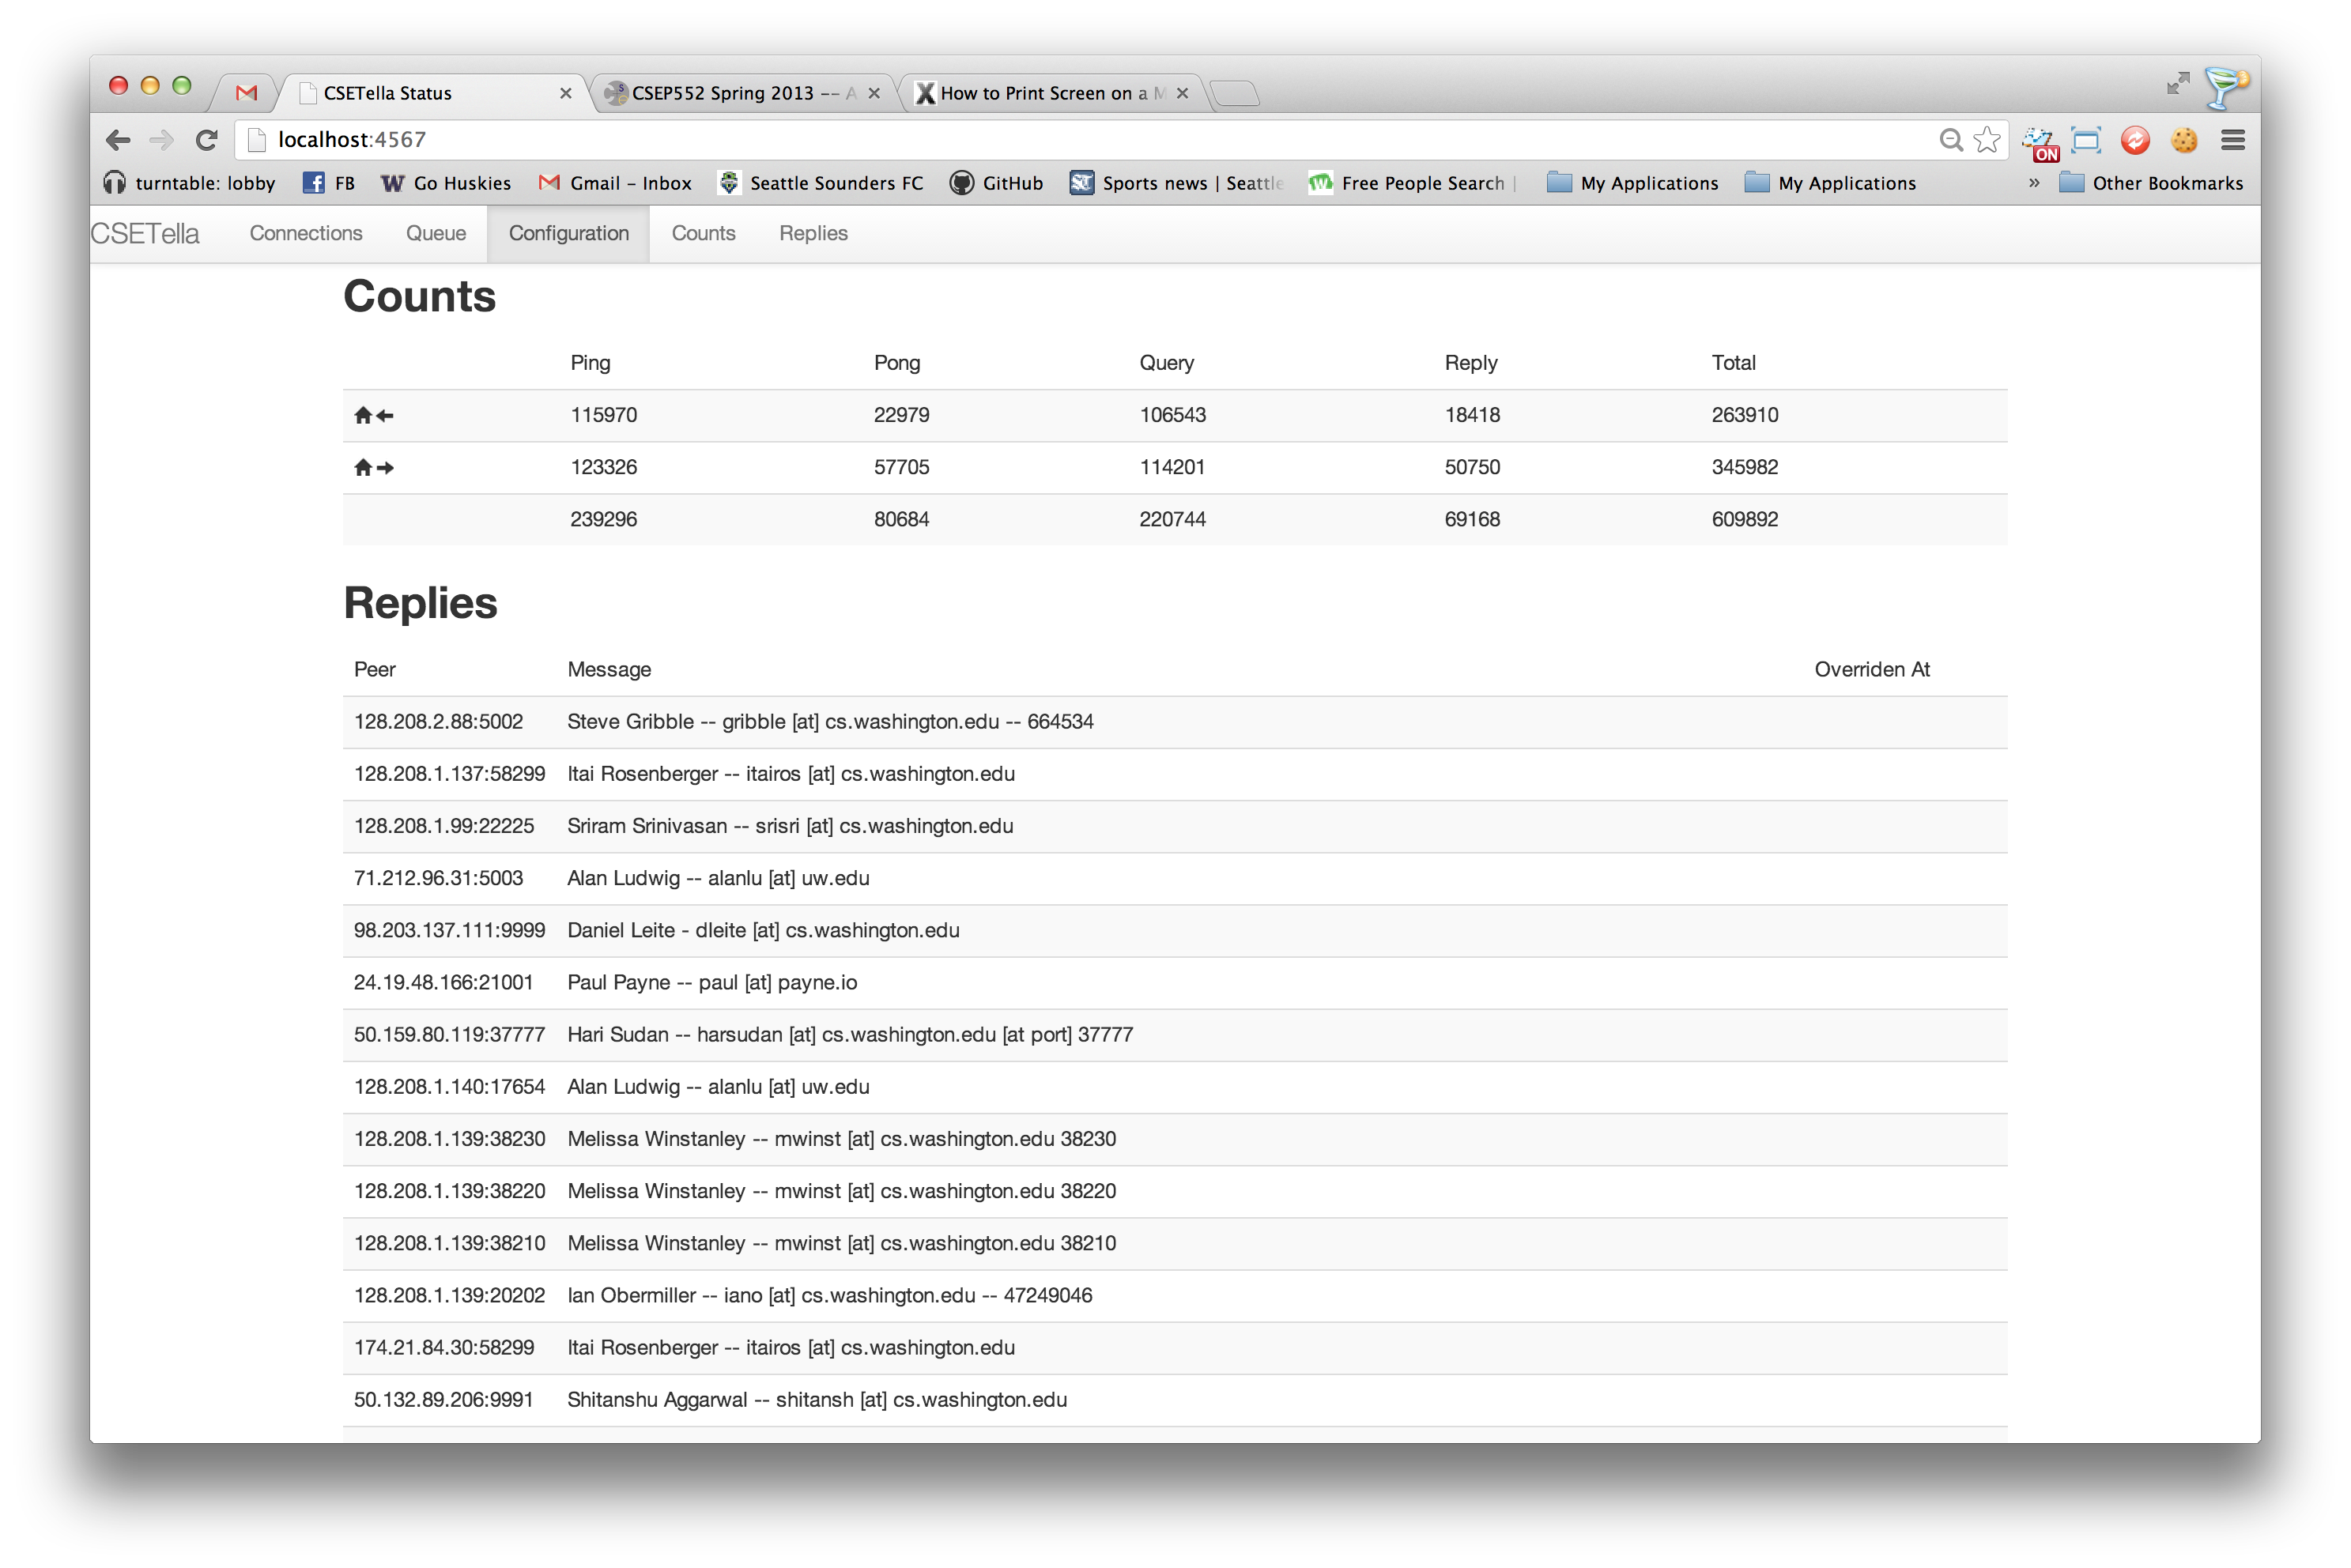 CSETella Status
CSEP552 Spring 2013 -- A
How to Print Screen on a M
localhost:4567
ON
turntable: lobby FB Go Huskies Gmail - Inbox Seattle Sounders FC GitHub Sports news | Seattle Free People Search | My Applications My Applications » Other Bookmarks
CSETella Connections Queue Configuration Counts Replies
Counts
Ping Pong Query Reply Total
115970 22979 106543 18418 263910
123326 57705 114201 50750 345982
239296 80684 220744 69168 609892
Replies
Peer Message Overriden At
128.208.2.88:5002 Steve Gribble -- gribble [at] cs.washington.edu -- 664534
128.208.1.137:58299 Itai Rosenberger -- itairos [at] cs.washington.edu
128.208.1.99:22225 Sriram Srinivasan -- srisri [at] cs.washington.edu
71.212.96.31:5003 Alan Ludwig -- alanlu [at] uw.edu
98.203.137.111:9999 Daniel Leite - dleite [at] cs.washington.edu
24.19.48.166:21001 Paul Payne -- paul [at] payne.io
50.159.80.119:37777 Hari Sudan -- harsudan [at] cs.washington.edu [at port] 37777
128.208.1.140:17654 Alan Ludwig -- alanlu [at] uw.edu
128.208.1.139:38230 Melissa Winstanley -- mwinst [at] cs.washington.edu 38230
128.208.1.139:38220 Melissa Winstanley -- mwinst [at] cs.washington.edu 38220
128.208.1.139:38210 Melissa Winstanley -- mwinst [at] cs.washington.edu 38210
128.208.1.139:20202 Ian Obermiller -- iano [at] cs.washington.edu -- 47249046
174.21.84.30:58299 Itai Rosenberger -- itairos [at] cs.washington.edu
50.132.89.206:9991 Shitanshu Aggarwal -- shitansh [at] cs.washington.edu